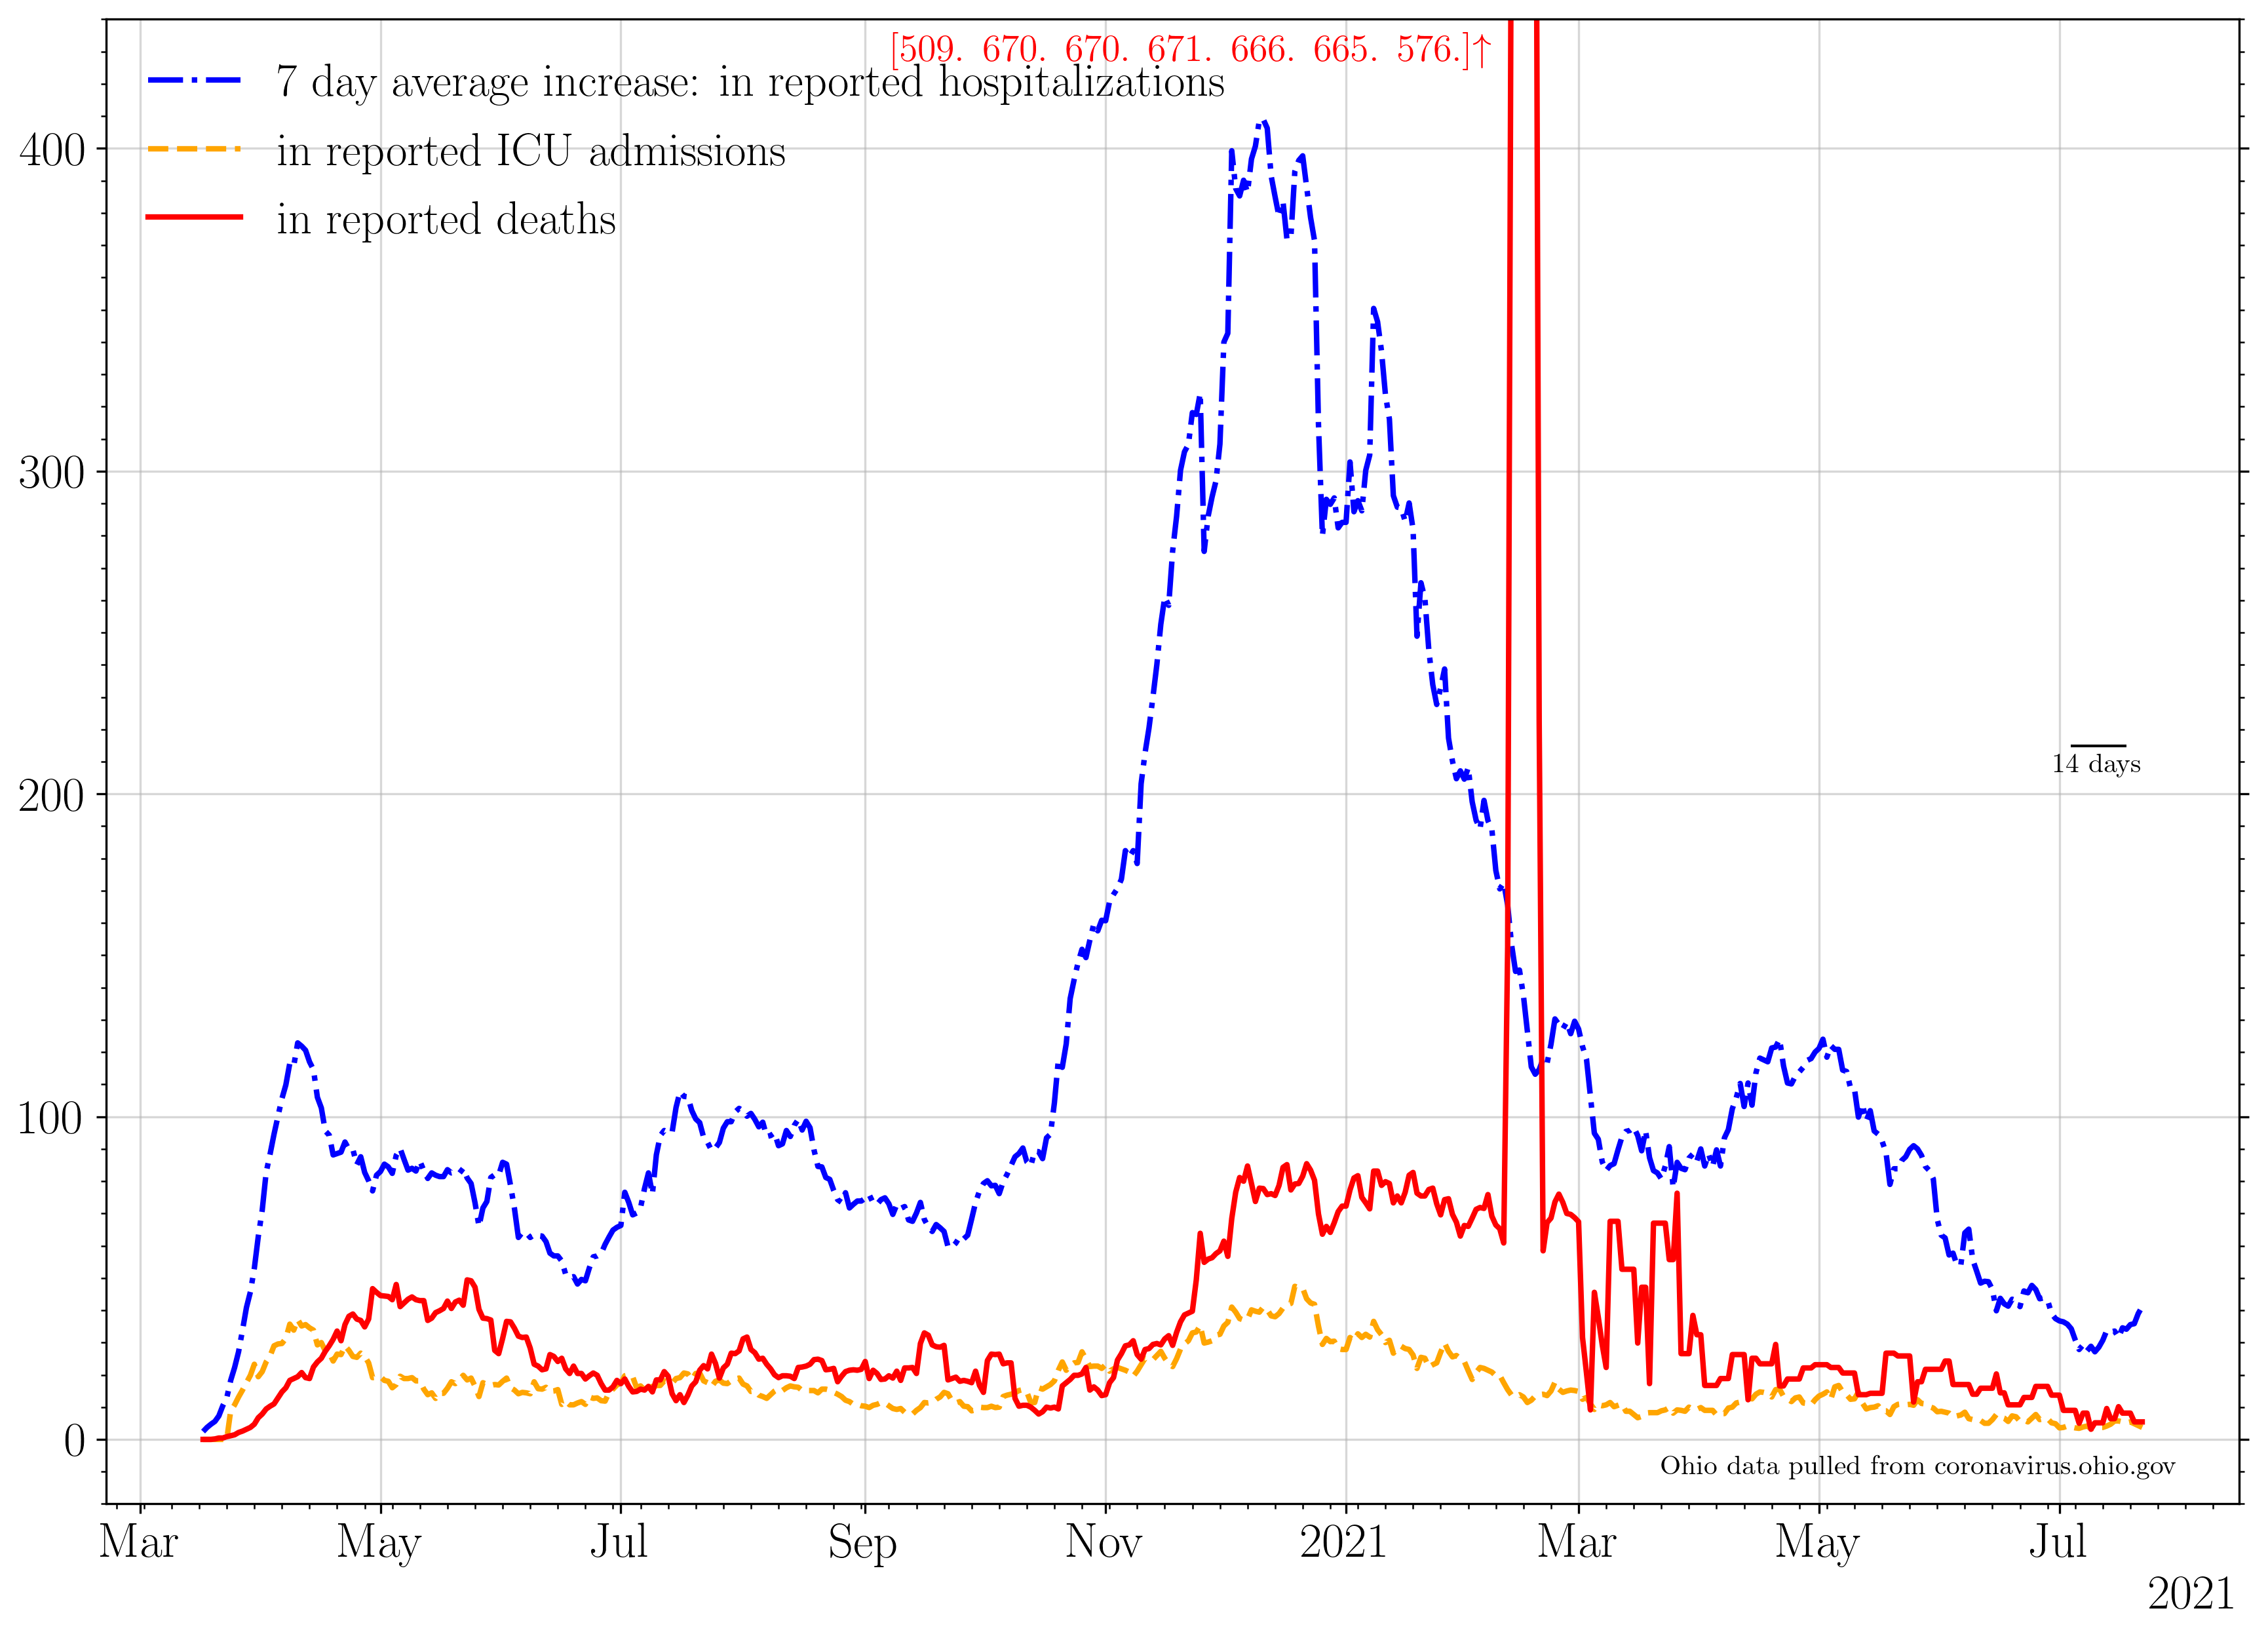 [509. 670. 670. 671. 666. 665. 576.]↑
7 day average increase: in reported hospitalizations
in reported ICU admissions
in reported deaths
400
300
200
100
0
14 days
Ohio data pulled from coronavirus.ohio.gov
Mar May Jul Sep Nov 2021 Mar May Jul
2021